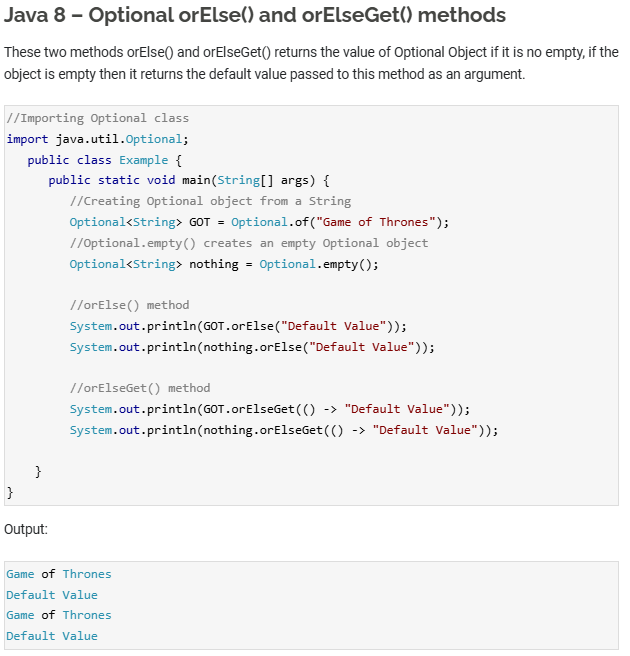 Java 8 – Optional orElse() and orElseGet() methods
These two methods orElse() and orElseGet() returns the value of Optional Object if it is no empty, if the
object is empty then it returns the default value passed to this method as an argument.
//Importing Optional class
import java.util.Optional;
   public class Example {
      public static void main(String[] args) {
         //Creating Optional object from a String
         Optional<String> GOT = Optional.of("Game of Thrones");
         //Optional.empty() creates an empty Optional object
         Optional<String> nothing = Optional.empty();
         //orElse() method
         System.out.println(GOT.orElse("Default Value"));
         System.out.println(nothing.orElse("Default Value"));
         //orElseGet() method
         System.out.println(GOT.orElseGet(() -> "Default Value"));
         System.out.println(nothing.orElseGet(() -> "Default Value"));
    }
}
Output:
Game of Thrones
Default Value
Game of Thrones
Default Value